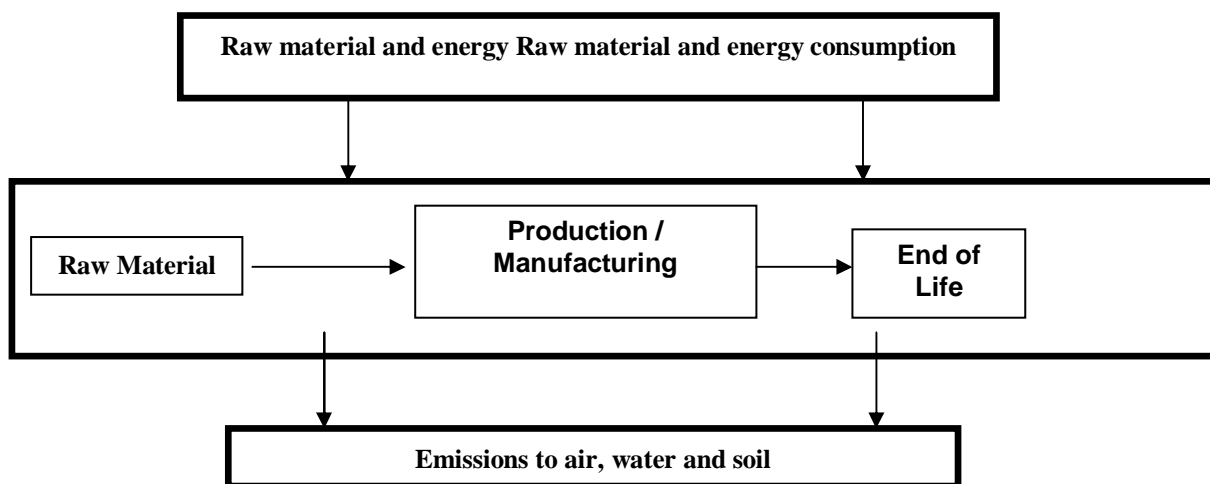 Raw material and energy Raw material and energy consumption
Raw Material
Production /
Manufacturing
End of
Life
Emissions to air, water and soil